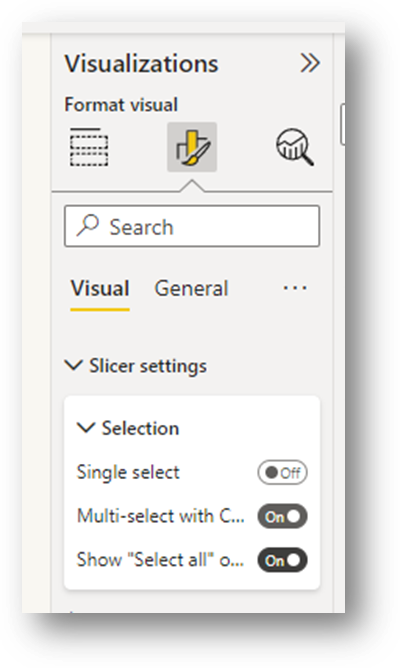 Visualizations
Format visual
Search
Visual General ...
Slicer settings
Selection
Single select Off
Multi-select with C... On
Show "Select all" o... On